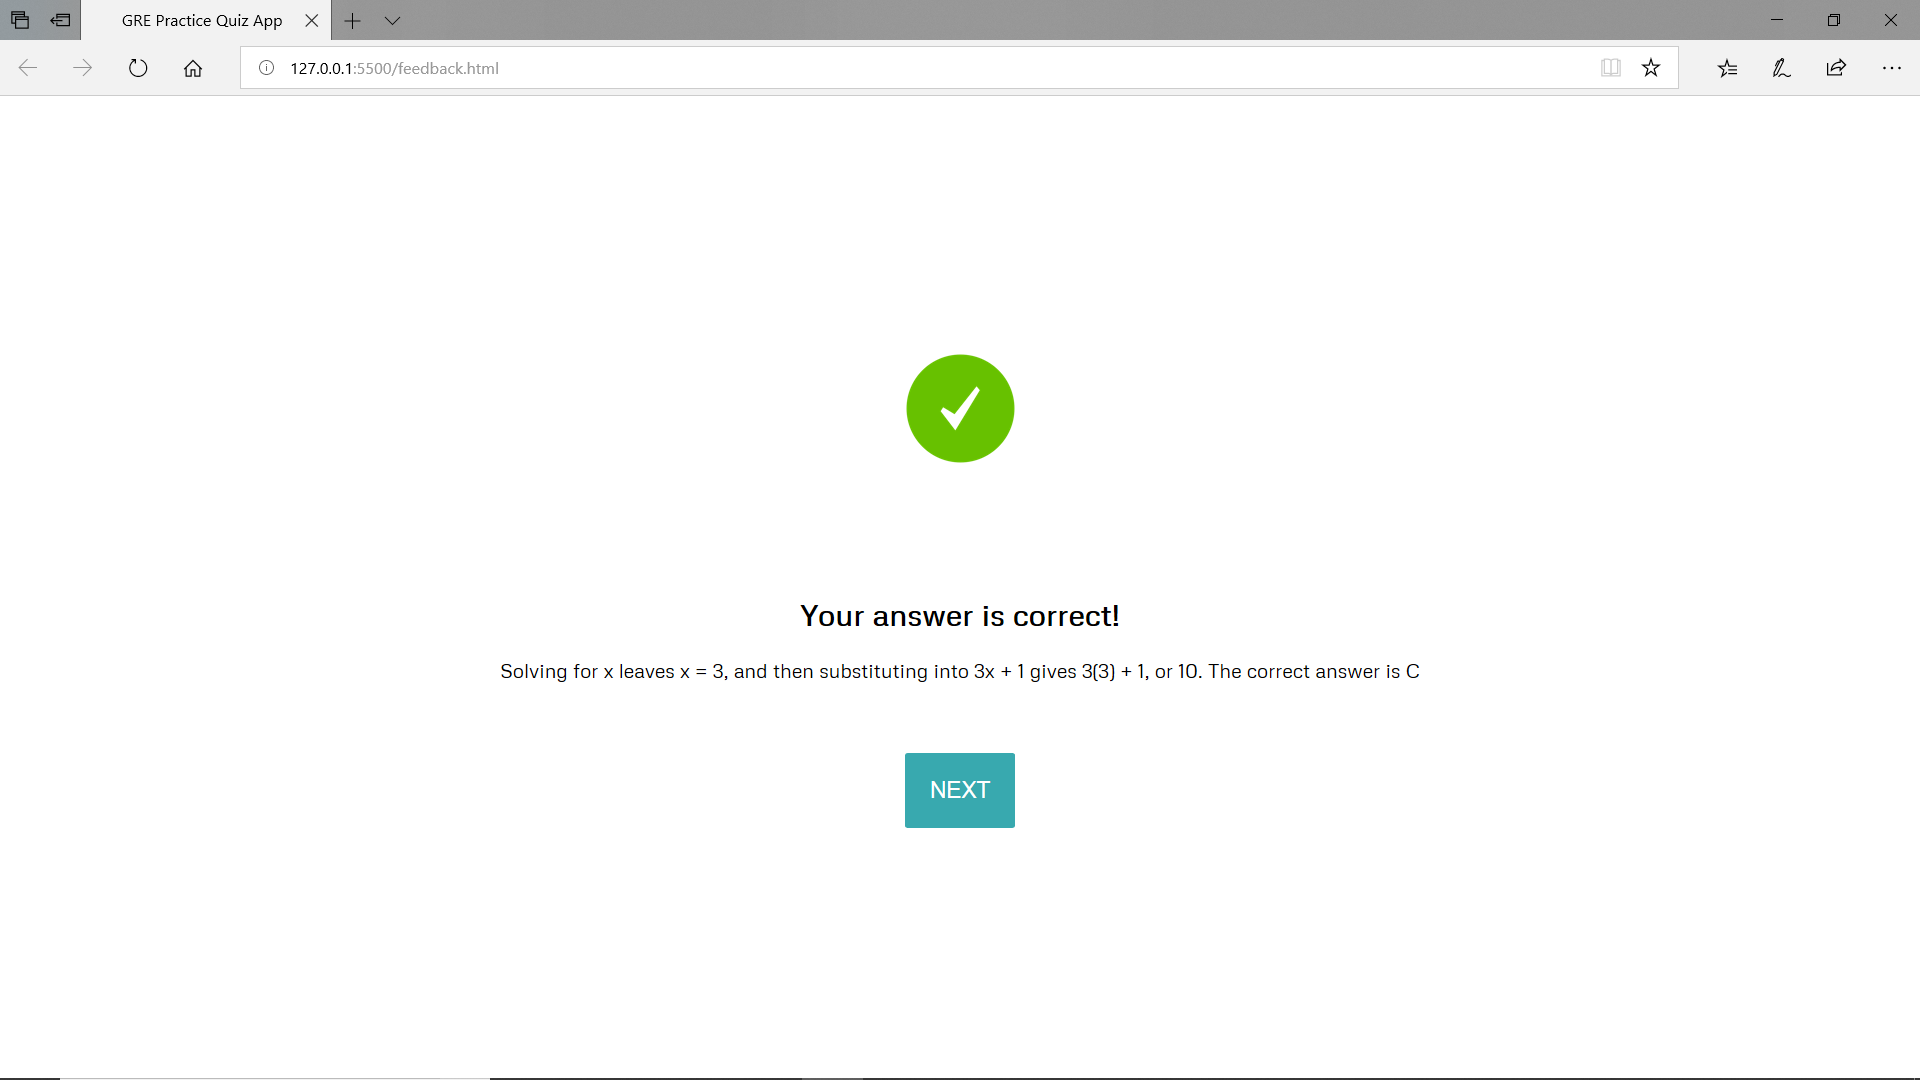 GRE Practice Quiz App
127.0.0.1:5500/feedback.html
Your answer is correct!
Solving for x leaves x = 3, and then substituting into 3x + 1 gives 3(3) + 1, or 10. The correct answer is C
NEXT